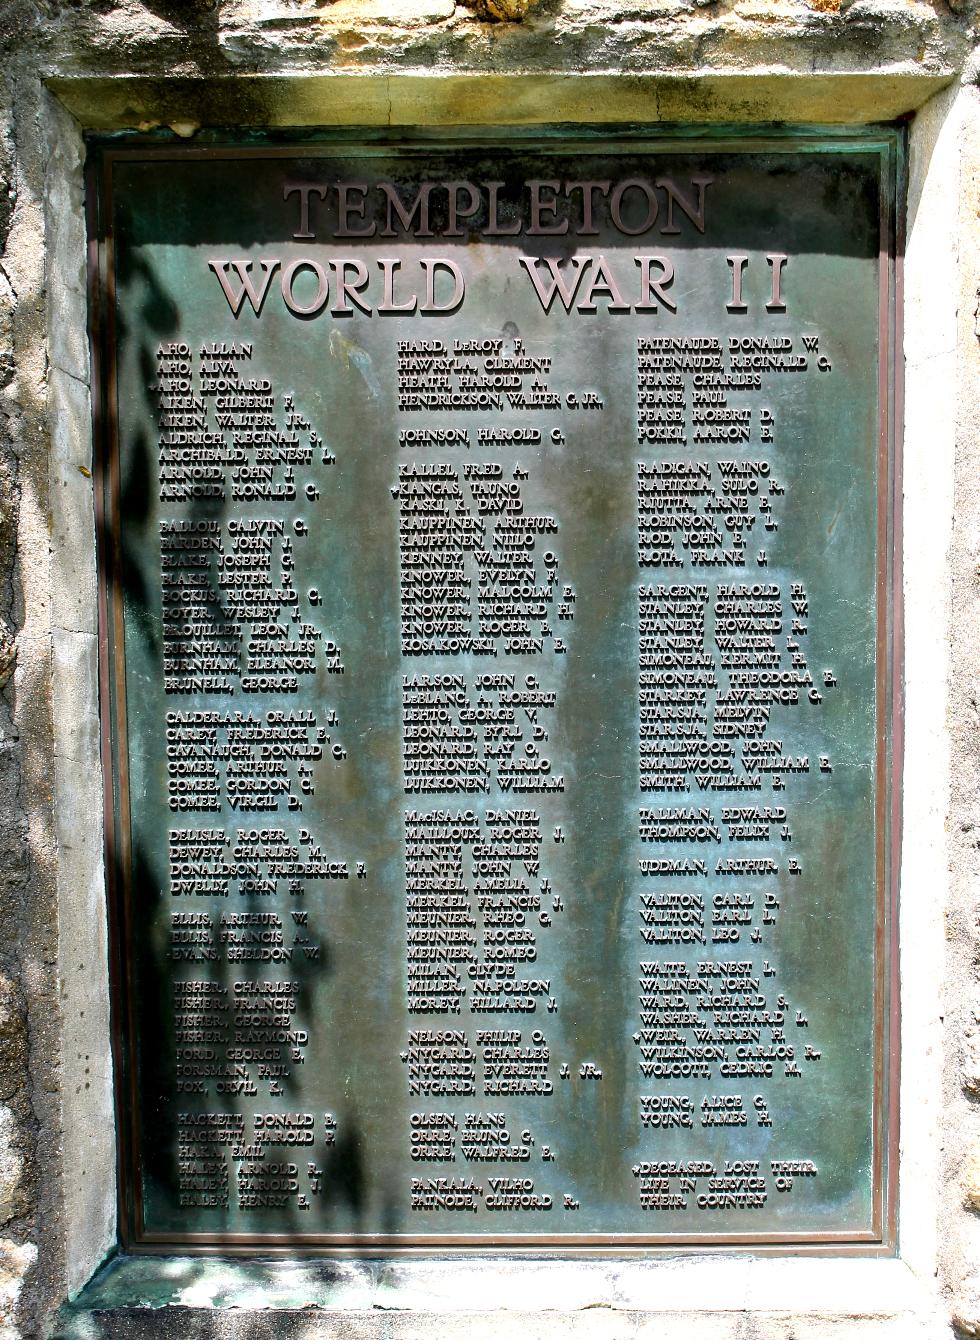 TEMPLETON
WORLD WAR II
AHO, ALLAN
AHO, ALIVA
*AHO, LEONARD
AIKEN, GILBERT F.
AIKEN, WALTER, JR.
ALDRICH, REGINAL S.
ARCHIBALD, ERNEST L.
ARNOLD, JOHN J.
ARNOLD, RONALD C.
BALLOU, CALVIN C.
BARDEN, JOHN J.
BLAKE, JOSEPH G.
BLAKE, LESTER P.
BOCKUS, RICHARD C.
BOYER, WESLEY J.
BROUILLET, LEON JR.
BURNHAM, CHARLES D.
BURNHAM, ELEANOR M.
BRUNELL, GEORGE
CALDERARA, ORALL J.
CAREY, FREDERICK E.
CAVANAUGH, DONALD G.
COMEE, ARTHUR A.
COMEE, GORDON C.
COMEE, VIRGIL D.
DELISLE, ROGER D.
DEWEY, CHARLES M.
DONALDSON, FREDERICK F.
DWELLY, JOHN H.
ELLIS, ARTHUR W.
ELLIS, FRANCIS A.
*EVANS, SHELDON W.
FISHER, CHARLES
FISHER, FRANCIS
FISHER, GEORGE
FISHER, RAYMOND
FORD, GEORGE E.
FORSMAN, PAUL
FOX, ORVIL K.
HACKETT, DONALD B.
HACKETT, HAROLD P.
HAKA, EMIL
HALEY, ARNOLD R.
HALEY, HAROLD J.
HALEY, HENRY E.
HARD, LeROY F.
HAWRYLA, CLEMENT
HEATH, HAROLD A.
HENDRICKSON, WALTER G. JR.
JOHNSON, HAROLD G.
KALLEL, FRED A.
*KANGAS, TAUNO
KASKI, R. DAVID
KAUPPINEN, ARTHUR
KAUPPINEN, NIILO
KENNEY, WALTER O.
KNOWER, EVELYN F.
KNOWER, MALCOLM E.
KNOWER, RICHARD H.
KNOWER, ROGER L.
KOSAKOWSKI, JOHN E.
LARSON, JOHN C.
LeBLANC, A. ROBERT
LEHTO, GEORGE V.
LEONARD, BYRL D.
LEONARD, RAY O.
LUKKONEN, KARLO
LUKKONEN, WILLIAM
MacISAAC, DANIEL
MAILLOUX, ROGER J.
MANTY, CHARLES
MANTY, JOHN W.
MERKEL, AMELIA J.
MERKEL, FRANCIS J.
MEUNIER, RHEO G.
MEUNIER, ROGER
MEUNIER, ROMEO
MILAN, CLYDE
MILLER, NAPOLEON
MOREY, HILLARD J.
NELSON, PHILIP O.
*NYGARD, CHARLES
NYGARD, EVERETT J. JR.
NYGARD, RICHARD
OLSEN, HANS
ORRE, BRUNO G.
ORRE, WALFRED E.
PANKALA, VILHO
PAINODE, CLIFFORD R.
PATENAUDE, DONALD W.
PATENAUDE, REGINALD C.
PEASE, CHARLES
PEASE, PAUL
PEASE, ROBERT D.
POKKI, AARON E.
RADIGAN, WAINO
RAHIKKA, SULO R.
RIUTTA, ARNE E.
ROBINSON, GUY L.
ROD, JOHN E.
ROTA, FRANK J.
SARGENT, HAROLD H.
STANLEY, CHARLES W.
STANLEY, HOWARD R.
STANLEY, WALTER L.
SIMONEAU, KERMIT H.
SIMONEAU, THEODORA E.
STARKEY, LAWRENCE G.
STARSIA, MELVIN
STARSIA, SIDNEY
SMALLWOOD, JOHN
SMALLWOOD, WILLIAM E.
SMITH, WILLIAM E.
TALLMAN, EDWARD
THOMPSON, FELIX J.
UDDMAN, ARTHUR E.
VALITON, CARL D.
VALITON, EARL L.
VALITON, LEO J.
WAITE, ERNEST L.
WALINEN, JOHN
WARD, RICHARD S.
WASHER, RICHARD L.
*WEIR, WARREN H.
WILKINSON, CARLOS R.
WOLCOTT, CEDRIC M.
YOUNG, ALICE G.
YOUNG, JAMES H.
*DECEASED, LOST THEIR
LIFE IN SERVICE OF
THEIR COUNTRY